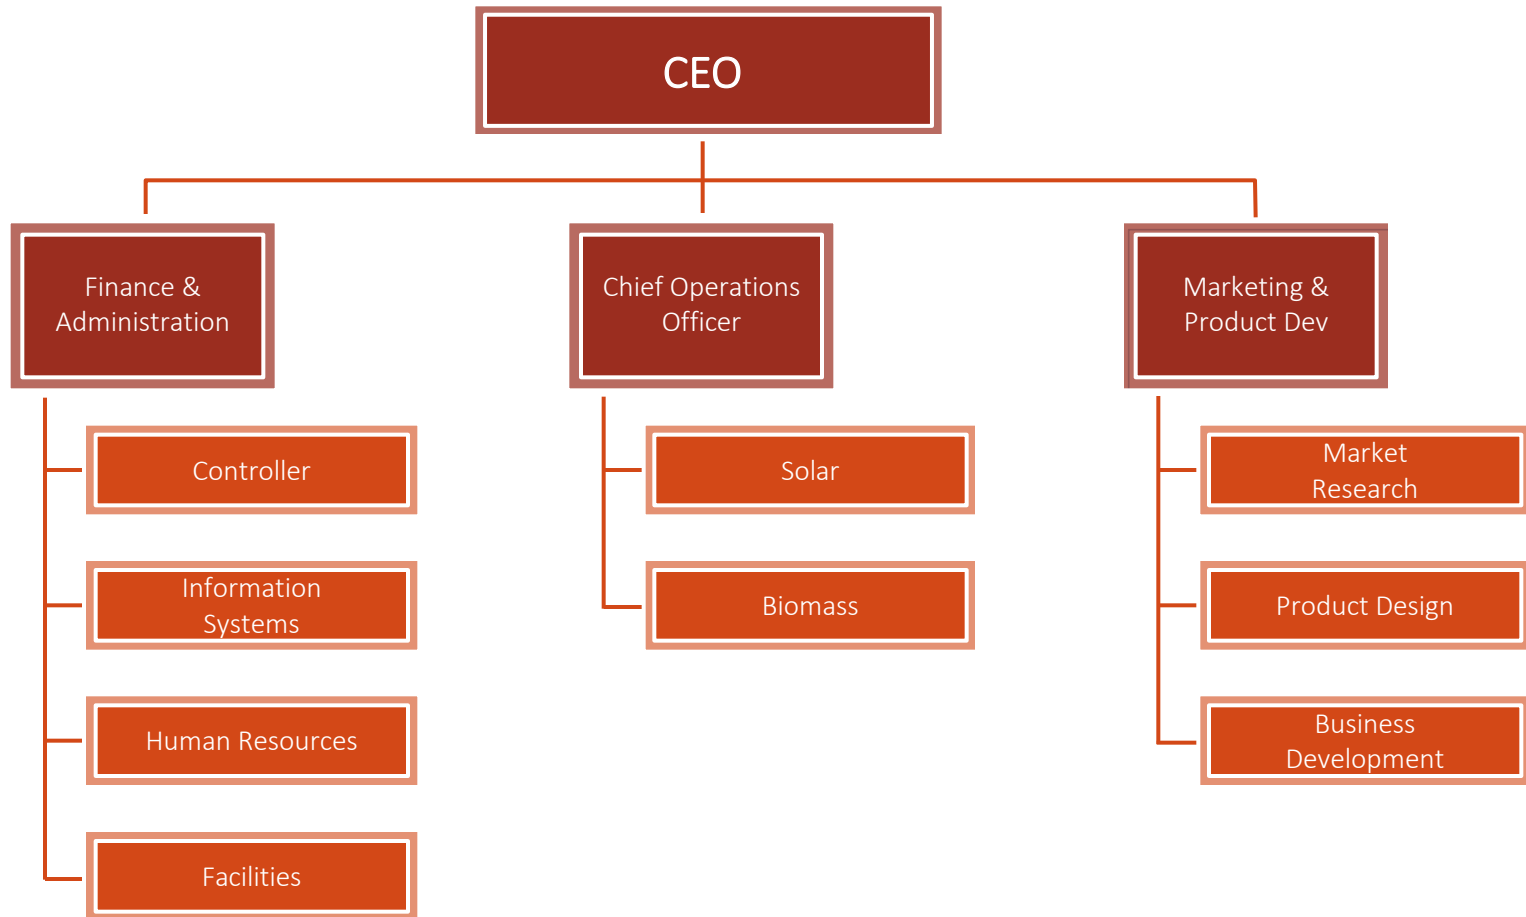 CEO
Finance &
Administration
Chief Operations
Officer
Marketing &
Product Dev
Controller
Information
Systems
Human Resources
Facilities
Solar
Biomass
Market
Research
Product Design
Business
Development